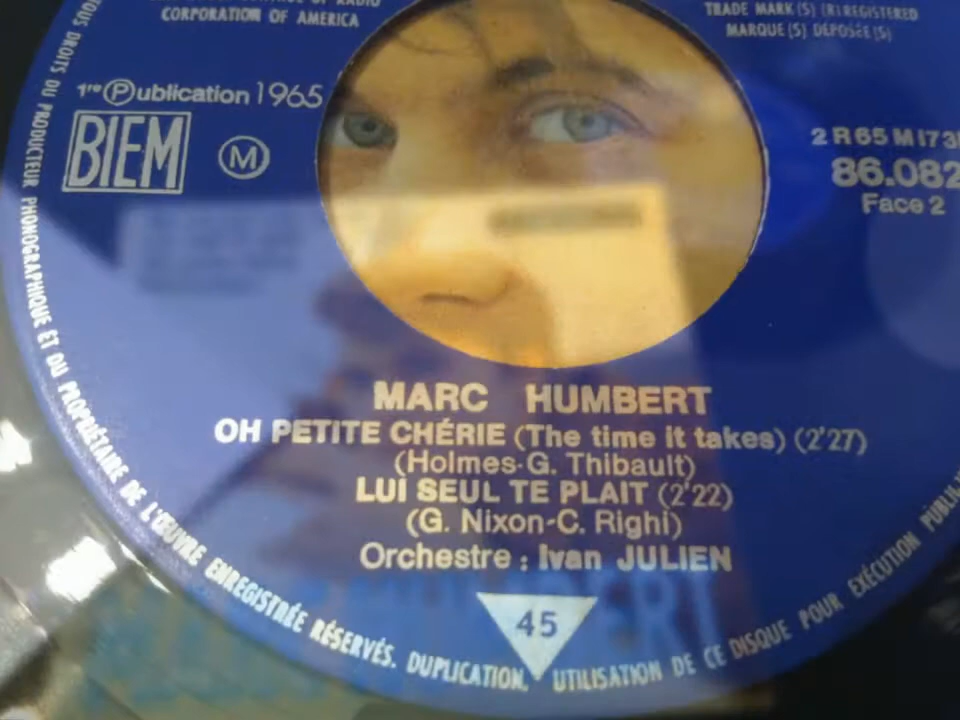 CORPORATION OF AMERICA
TRADE MARK(S) (R) REGISTERED
MARQUE(S) DÉPOSÉE(S)
1re Publication 1965
BIEM
M
2 R 65 M 173
86.082
Face 2
MARC HUMBERT
OH PETITE CHÉRIE (The time it takes) (2'27)
(Holmes-G. Thibault)
LUI SEUL TE PLAIT (2'22)
(G. Nixon-C. Righi)
Orchestre : Ivan JULIEN
45
TOUS DROITS DU PRODUCTEUR PHONOGRAPHIQUE ET DU PROPRIÉTAIRE DE L'ŒUVRE ENREGISTRÉE RÉSERVÉS. DUPLICATION. UTILISATION DE CE DISQUE POUR EXÉCUTION